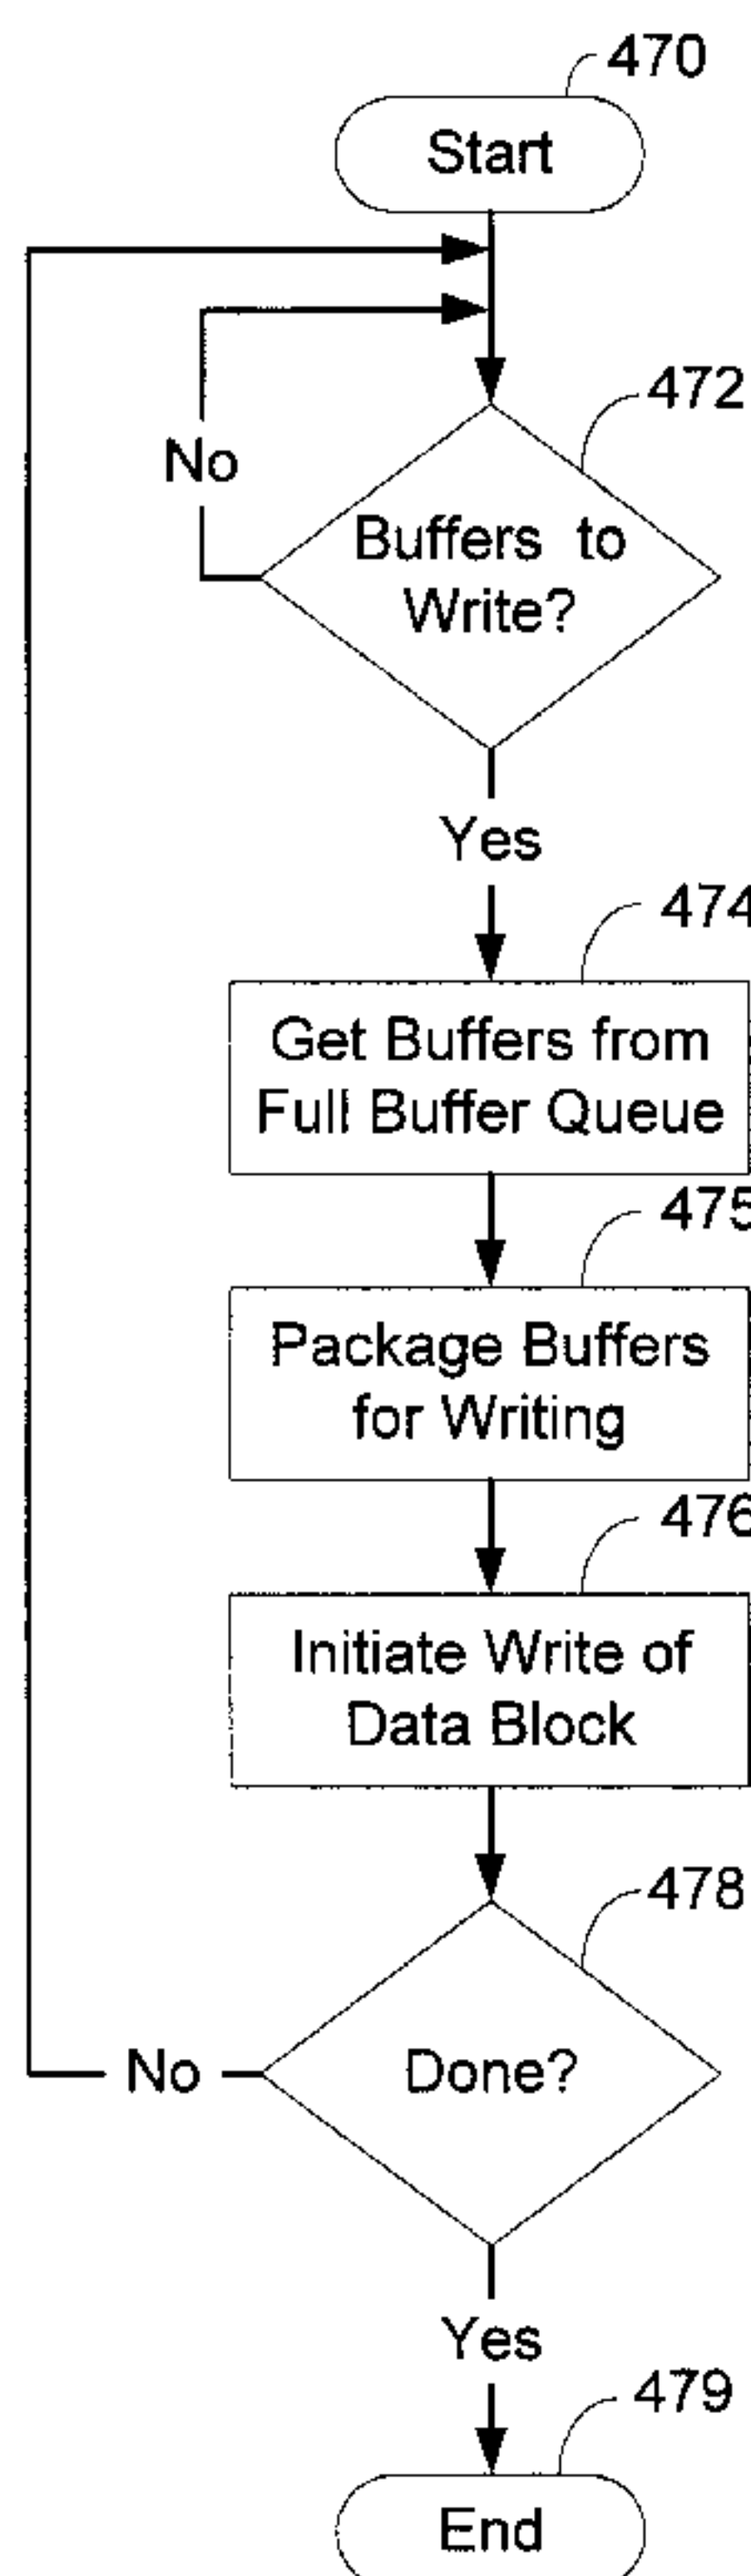 470
Start
472
No
Buffers to
Write?
Yes
474
Get Buffers from
Full Buffer Queue
475
Package Buffers
for Writing
476
Initiate Write of
Data Block
478
No
Done?
Yes
479
End